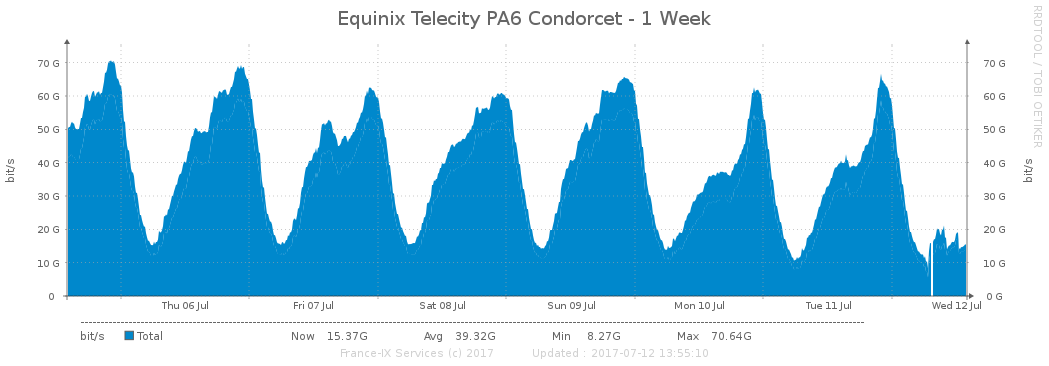 Equinix Telecity PA6 Condorcet - 1 Week
RRDTOOL / TOBI OETIKER
bit/s
70 G
60 G
50 G
40 G
30 G
20 G
10 G
0
70 G
60 G
50 G
40 G
30 G
20 G
10 G
0 G
bit/s
Thu 06 Jul Fri 07 Jul Sat 08 Jul Sun 09 Jul Mon 10 Jul Tue 11 Jul Wed 12 Jul
bit/s Total Now 15.37G Avg 39.32G Min 8.27G Max 70.64G
France-IX Services (c) 2017 Updated : 2017-07-12 13:55:10